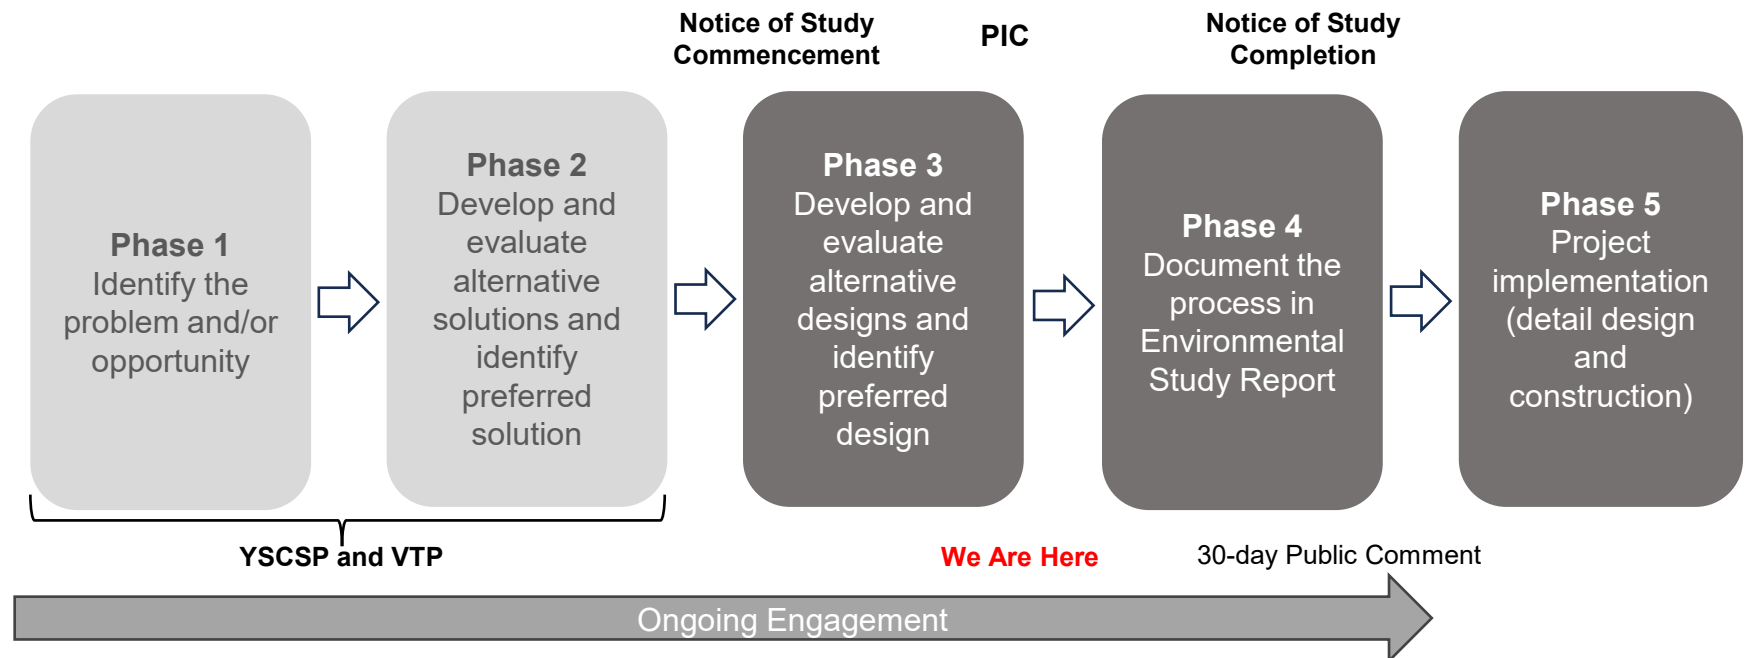 Notice of Study
Commencement
PIC
Notice of Study
Completion
Phase 1
Identify the
problem and/or
opportunity
Phase 2
Develop and
evaluate
alternative
solutions and
identify
preferred
solution
Phase 3
Develop and
evaluate
alternative
designs and
identify
preferred
design
Phase 4
Document the
process in
Environmental
Study Report
Phase 5
Project
implementation
(detail design
and
construction)
YSCSP and VTP
We Are Here
30-day Public Comment
Ongoing Engagement